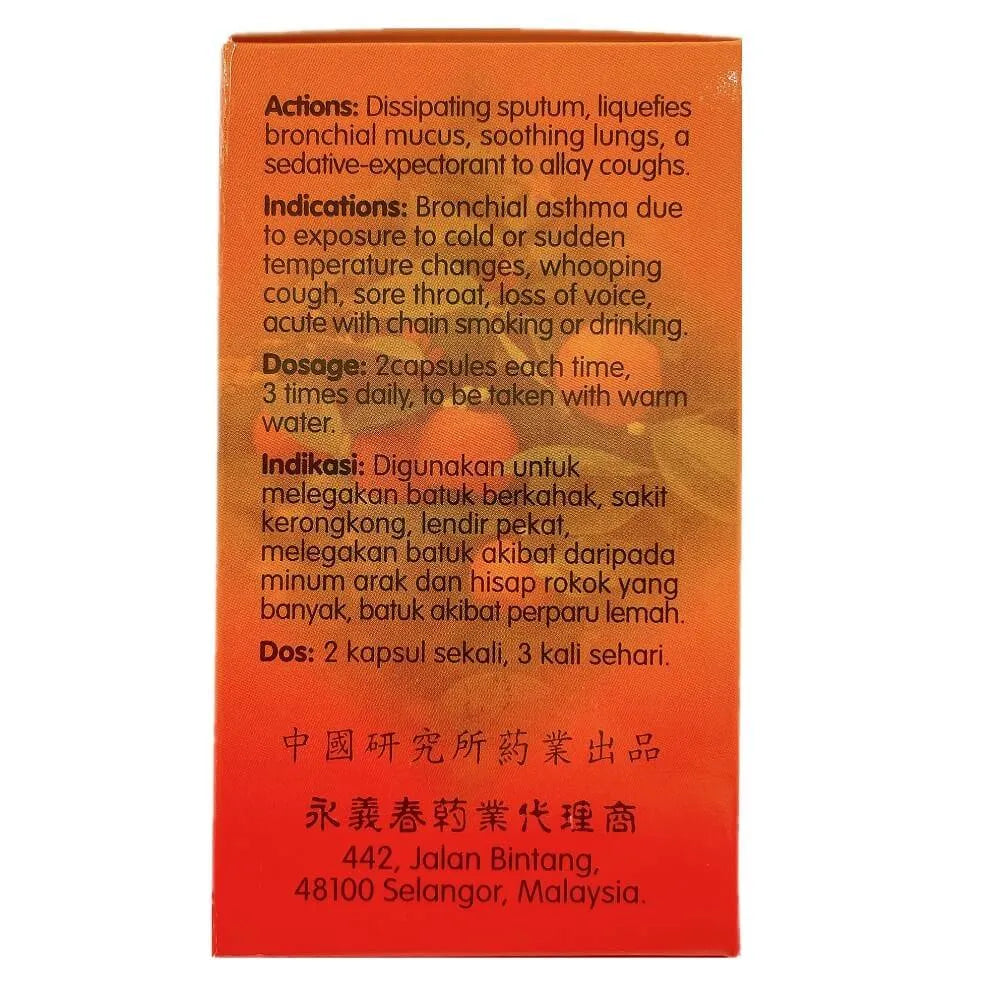 Actions: Dissipating sputum, liquefies
bronchial mucus, soothing lungs, a
sedative-expectorant to allay coughs.
Indications: Bronchial asthma due
to exposure to cold or sudden
temperature changes, whooping
cough, sore throat, loss of voice,
acute with chain smoking or drinking.
Dosage: 2capsules each time,
3 times daily, to be taken with warm
water.
Indikasi: Digunakan untuk
melegakan batuk berkahak, sakit
kerongkong, lendir pekat,
melegakan batuk akibat daripada
minum arak dan hisap rokok yang
banyak, batuk akibat perparu lemah.
Dos: 2 kapsul sekali, 3 kali sehari.
中國研究所葯業出品
永義春葯業代理商
442, Jalan Bintang,
48100 Selangor, Malaysia.